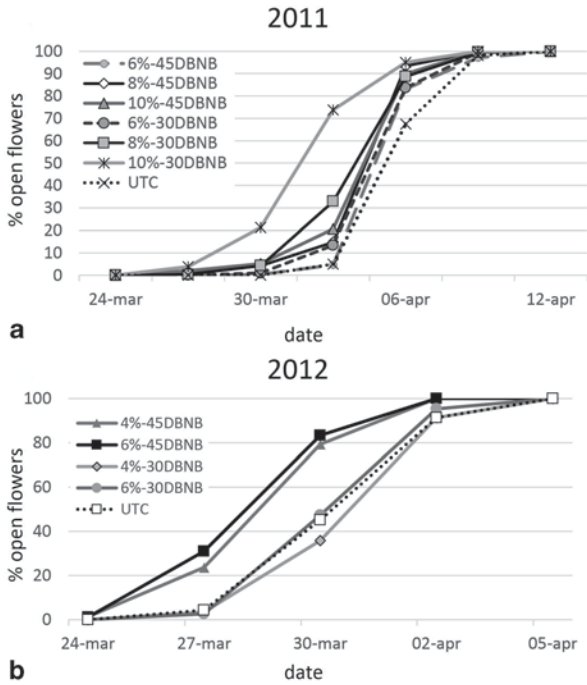 2011
% open flowers
100
90
80
70
60
50
40
30
20
10
0
6%-45DBNB
8%-45DBNB
10%-45DBNB
6%-30DBNB
8%-30DBNB
10%-30DBNB
UTC
24-mar 30-mar 06-apr 12-apr
date
a
2012
% open flowers
100
80
60
40
20
0
4%-45DBNB
6%-45DBNB
4%-30DBNB
6%-30DBNB
UTC
24-mar 27-mar 30-mar 02-apr 05-apr
date
b